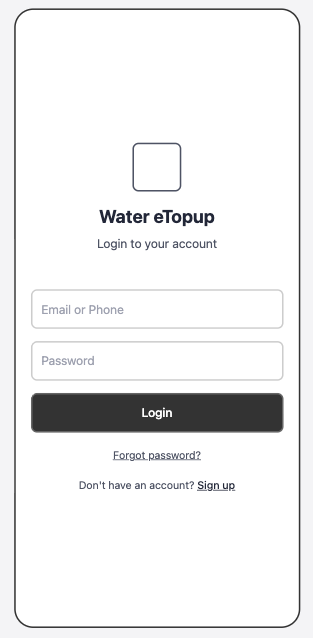 Water eTopup
Login to your account
Email or Phone
Password
Login
Forgot password?
Don't have an account? Sign up